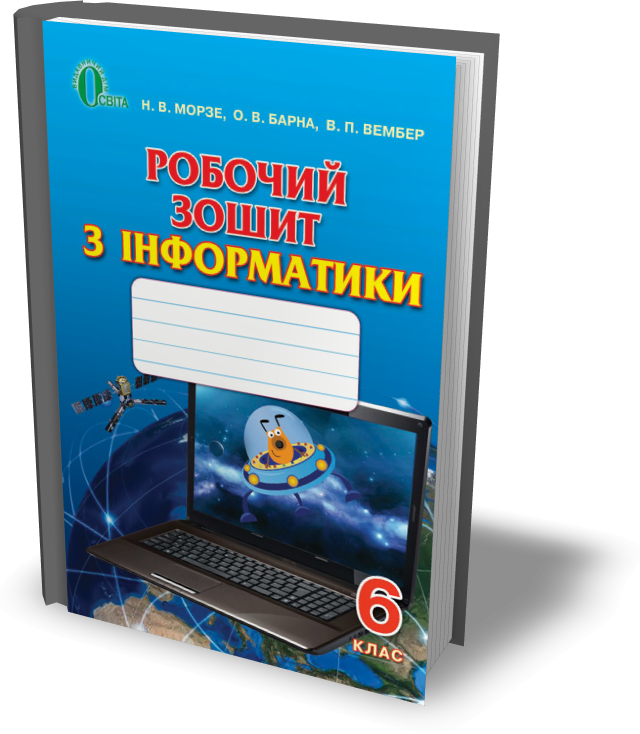 ОСВІТА
Н. В. МОРЗЕ, О. В. БАРНА, В. П. ВЕМБЕР
РОБОЧИЙ
ЗОШИТ
З ІНФОРМАТИКИ
6
КЛАС